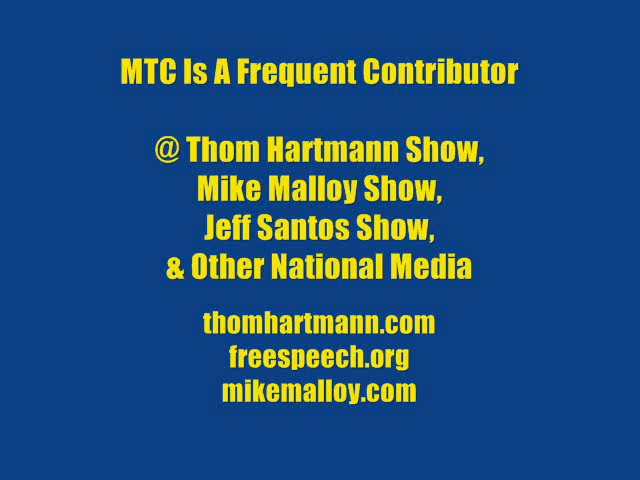 MTC Is A Frequent Contributor
@ Thom Hartmann Show,
Mike Malloy Show,
Jeff Santos Show,
& Other National Media
thomhartmann.com
freespeech.org
mikemalloy.com